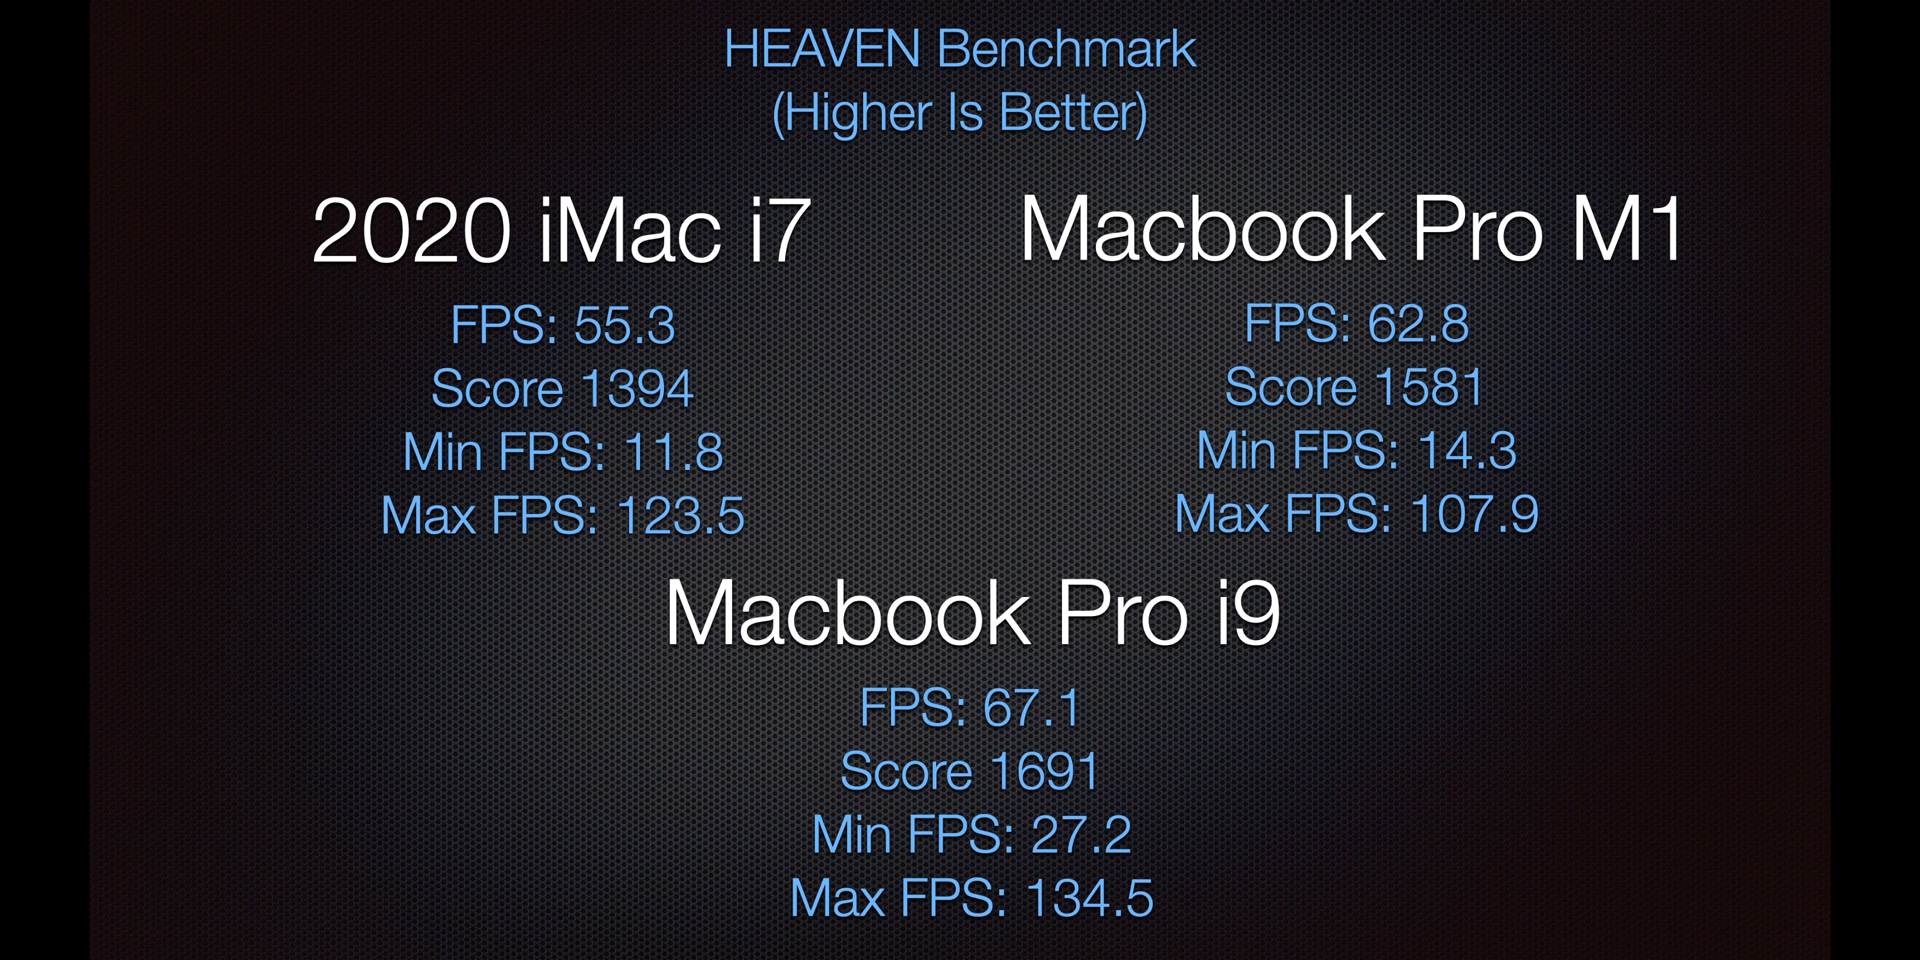 HEAVEN Benchmark
(Higher Is Better)
2020 iMac i7
FPS: 55.3
Score 1394
Min FPS: 11.8
Max FPS: 123.5
Macbook Pro M1
FPS: 62.8
Score 1581
Min FPS: 14.3
Max FPS: 107.9
Macbook Pro i9
FPS: 67.1
Score 1691
Min FPS: 27.2
Max FPS: 134.5